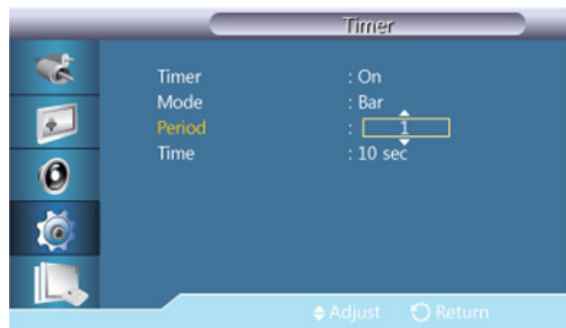 Timer
Timer : On
Mode : Bar
Period : 1
Time : 10 sec
Adjust Return